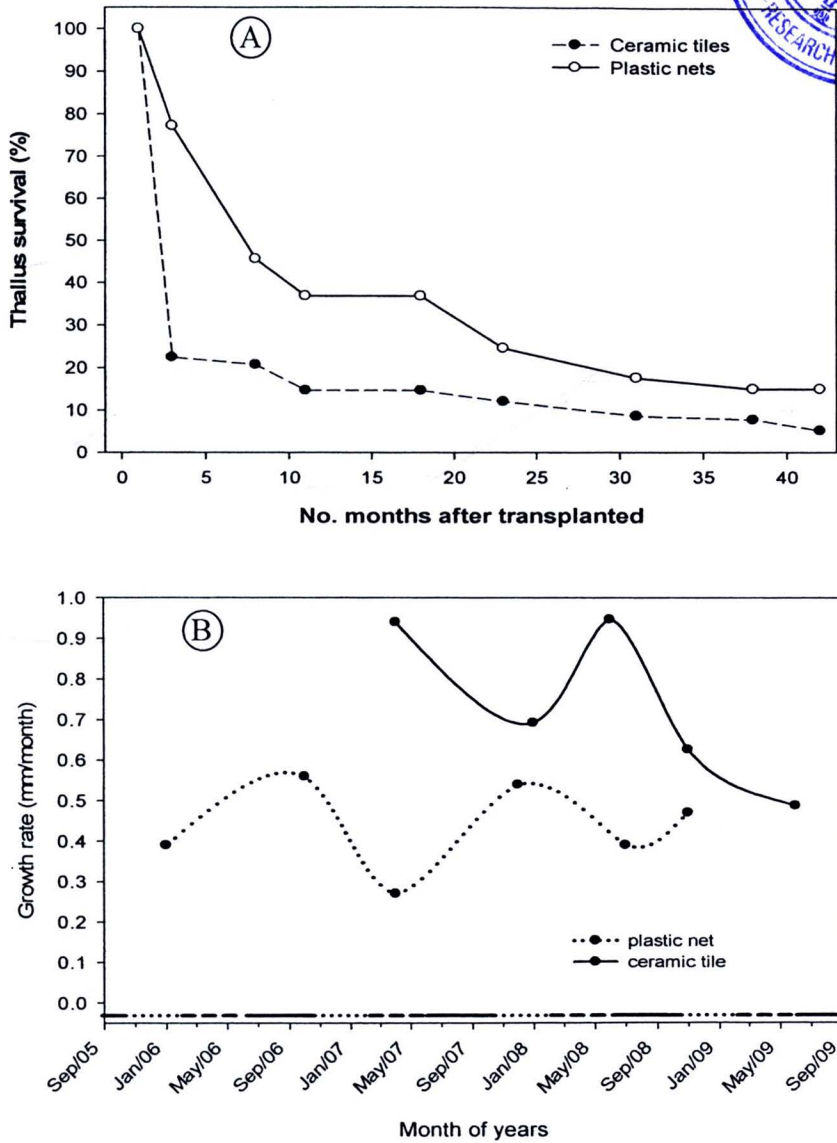 A
Ceramic tiles
Plastic nets
RESEARCH
Thallus survival (%)
100
90
80
70
60
50
40
30
20
10
0
0 5 10 15 20 25 30 35 40
No. months after transplanted
B
Growth rate (mm/month)
1.0
0.9
0.8
0.7
0.6
0.5
0.4
0.3
0.2
0.1
0.0
plastic net
ceramic tile
Sep/05 Jan/06 May/06 Sep/06 Jan/07 May/07 Sep/07 Jan/08 May/08 Sep/08 Jan/09 May/09 Sep/09
Month of years